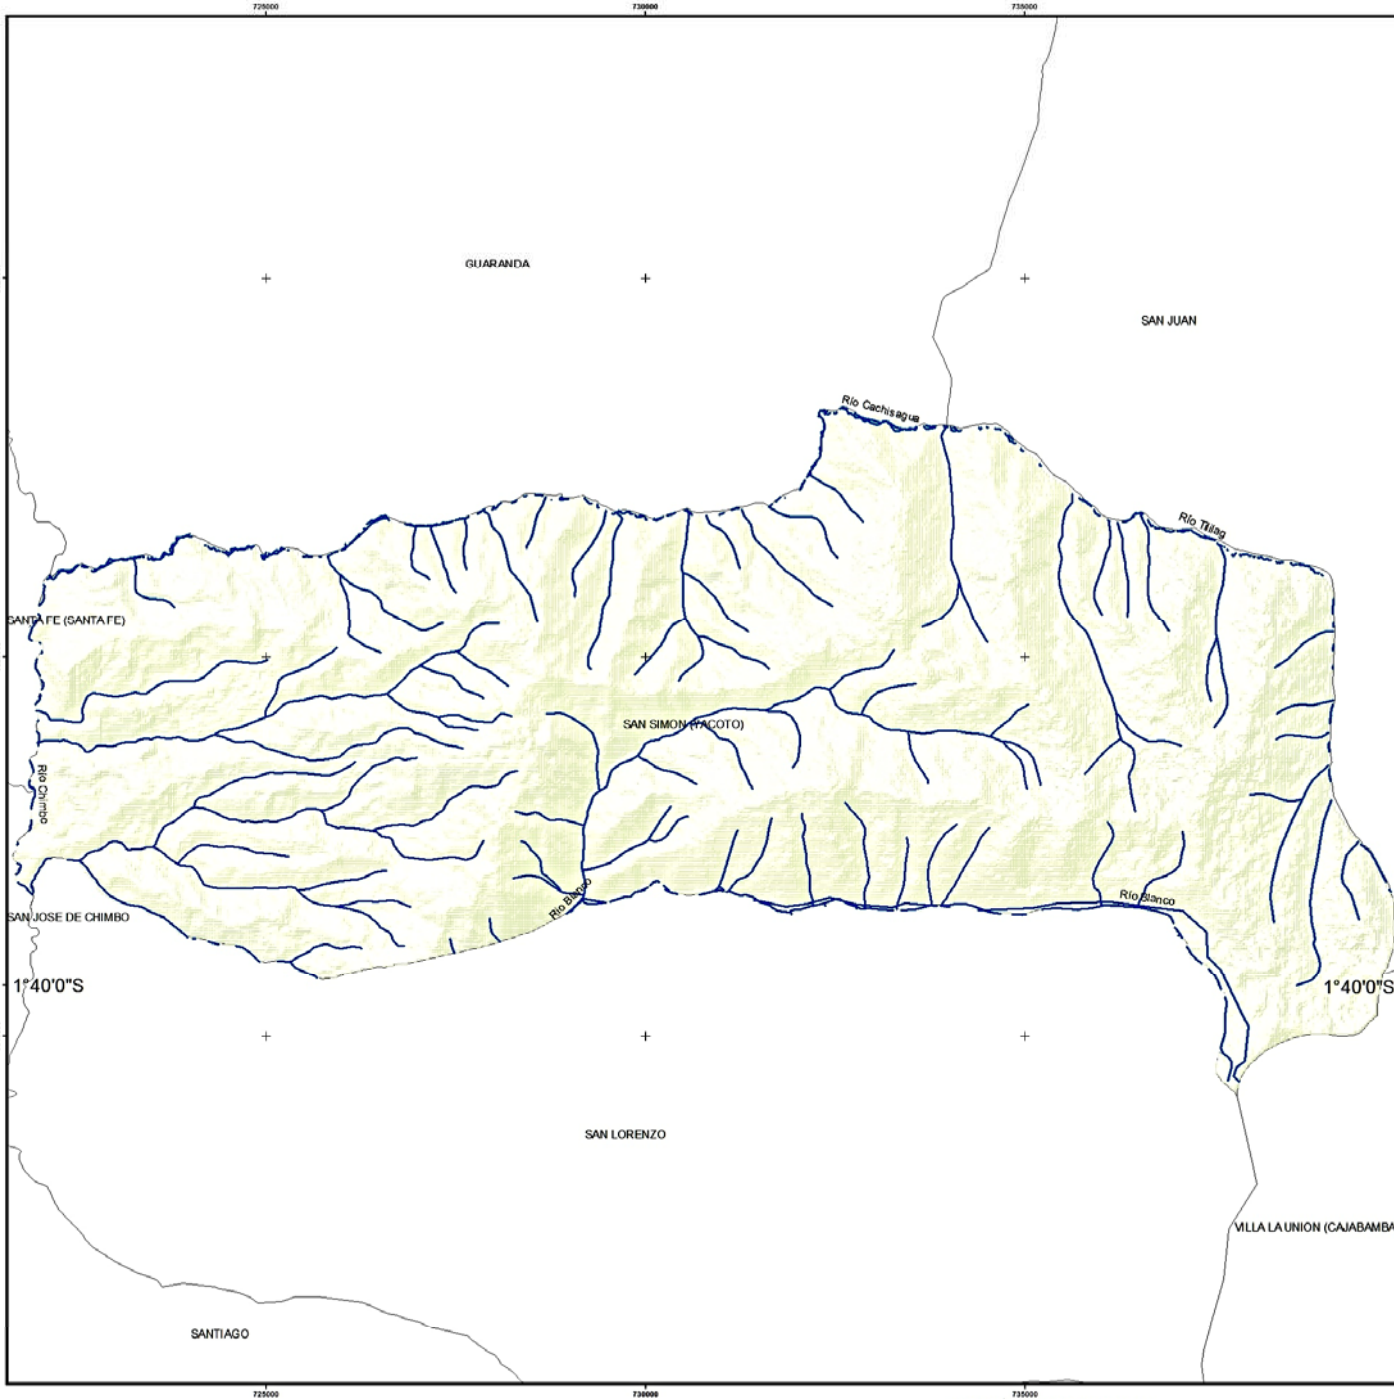 725000
730000
735000
GUARANDA
SAN JUAN
Río Cachisagua
Río Tililag
SANTA FE (SANTA FE)
SAN SIMON (YACOTO)
Río Chimbo
Río Blanco
Río Blanco
SAN JOSE DE CHIMBO
1°40'0"S
1°40'0"S
SAN LORENZO
VILLA LA UNION (CAJABAMBA
SANTIAGO
725000
730000
735000